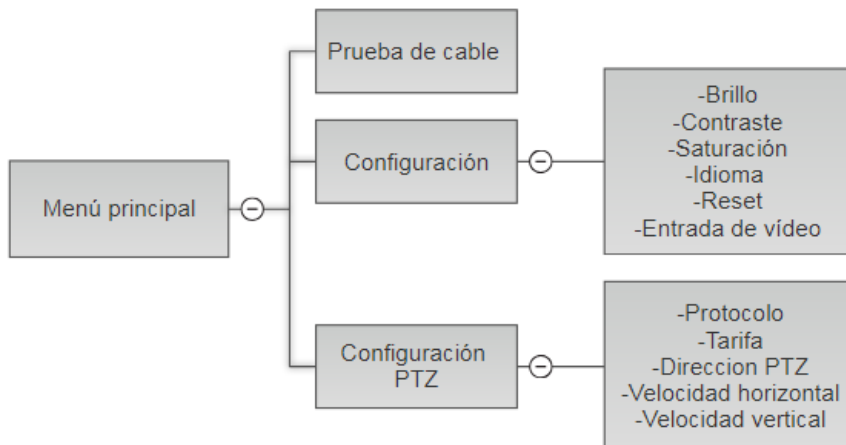 Menú principal
Prueba de cable
Configuración
-Brillo
-Contraste
-Saturación
-Idioma
-Reset
-Entrada de vídeo
Configuración
PTZ
-Protocolo
-Tarifa
-Direccion PTZ
-Velocidad horizontal
-Velocidad vertical